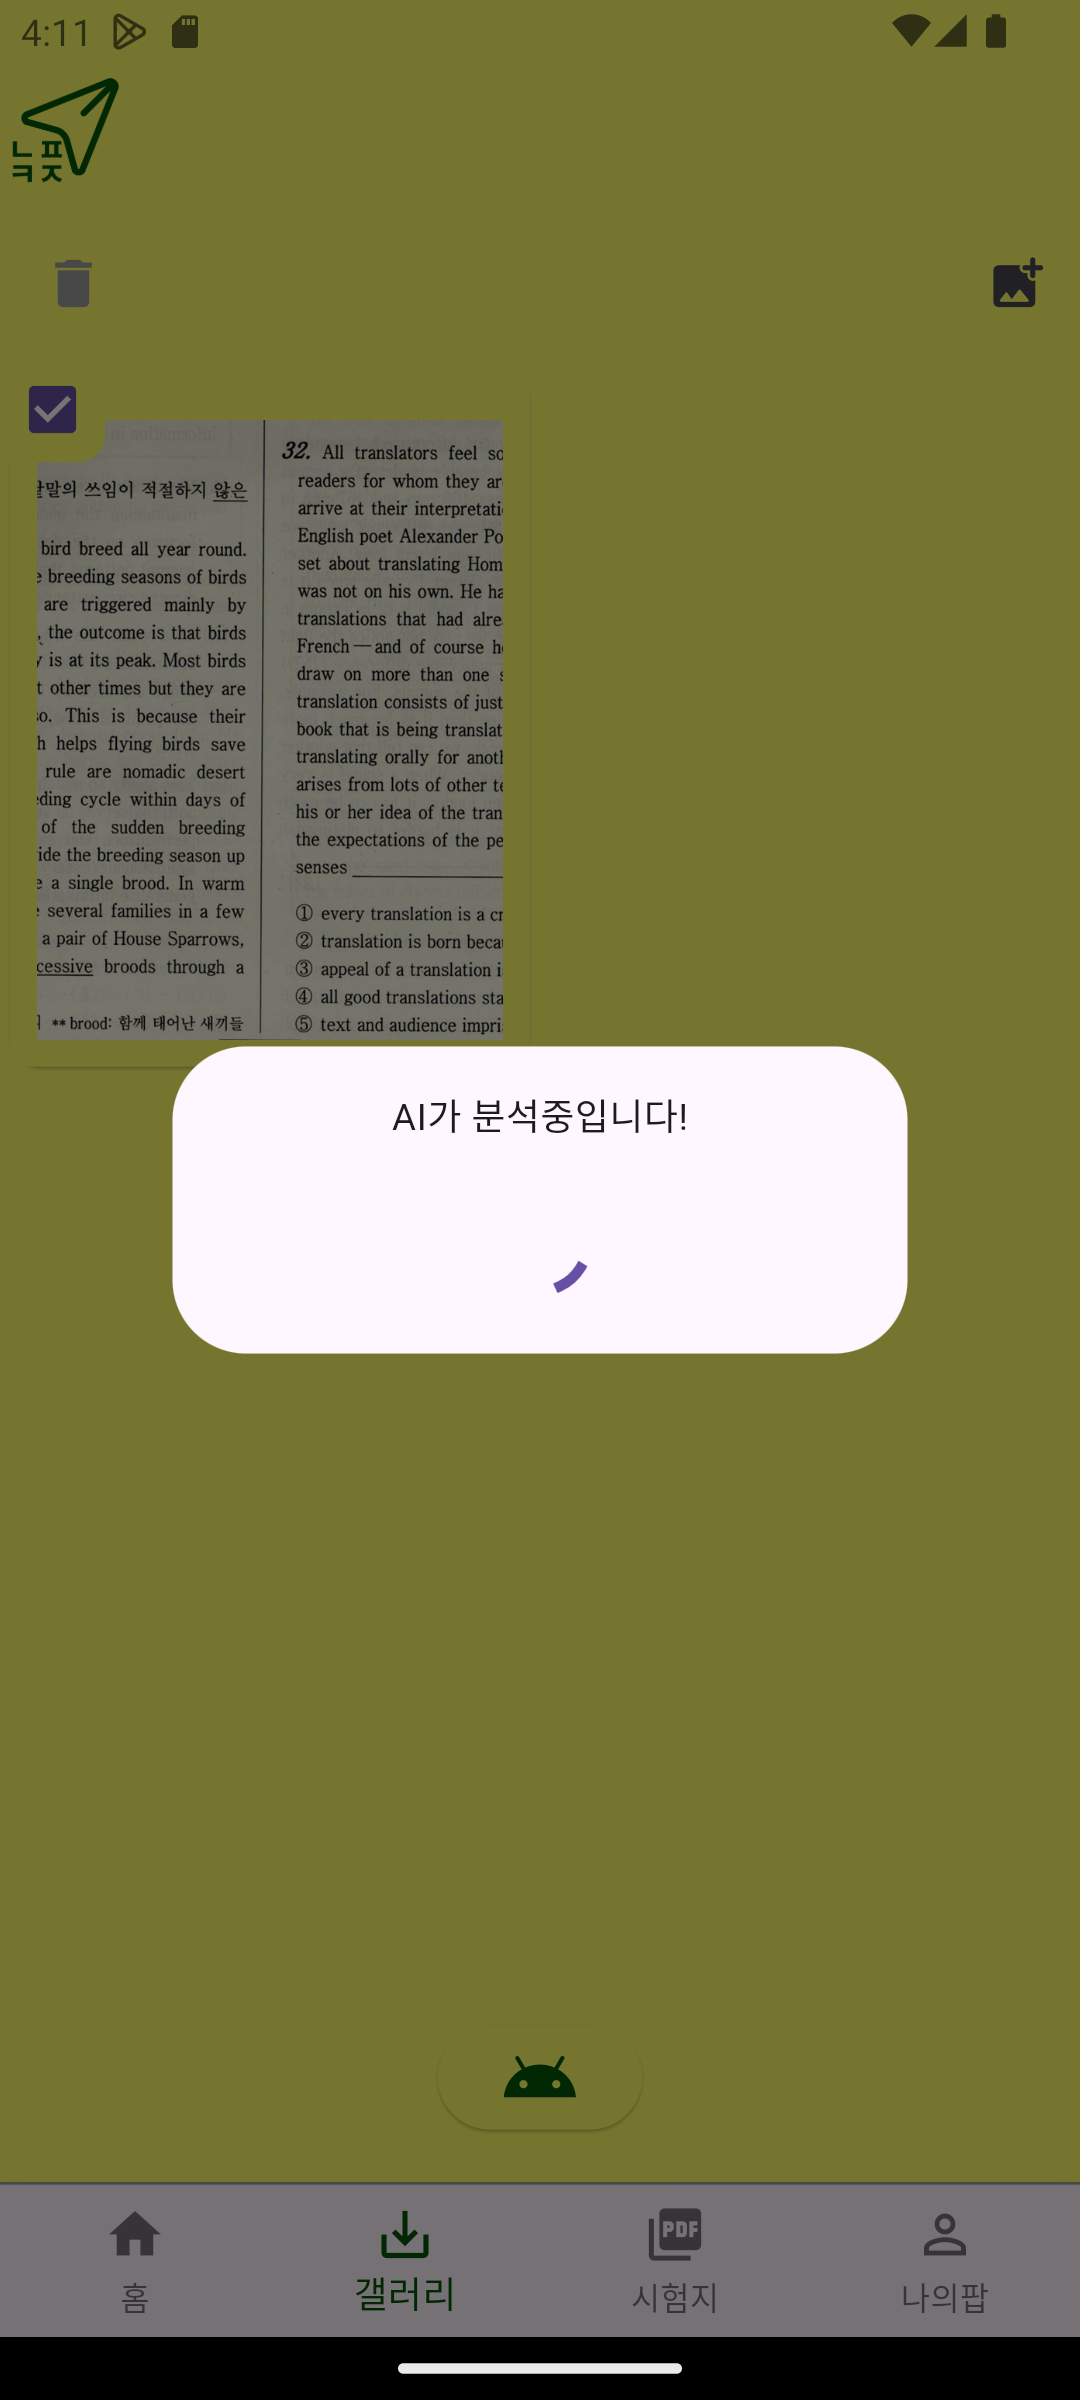 4:11
ㄴ ㅍ
ㅋ ㅈ
말의 쓰임이 적절하지 않은
bird breed all year round.
breeding seasons of birds
are triggered mainly by
, the outcome is that birds
is at its peak. Most birds
other times but they are
so. This is because their
helps flying birds save
rule are nomadic desert
cycle within days of
of the sudden breeding
the breeding season up
a single brood. In warm
several families in a few
a pair of House Sparrows,
broods through a
** brood: 함께 태어난 새끼들
32. All translators feel so
readers for whom they ar
arrive at their interpretati
English poet Alexander Po
set about translating Hom
was not on his own. He ha
translations that had alre
French — and of course h
draw on more than one
translation consists of just
book that is being translat
translating orally for anoth
arises from lots of other te
his or her idea of the tran
the expectations of the pe
senses
① every translation is a cr
② translation is born beca
③ appeal of a translation i
④ all good translations sta
⑤ text and audience impri
AI가 분석중입니다!
PDF
홈
갤러리
시험지
나의팝